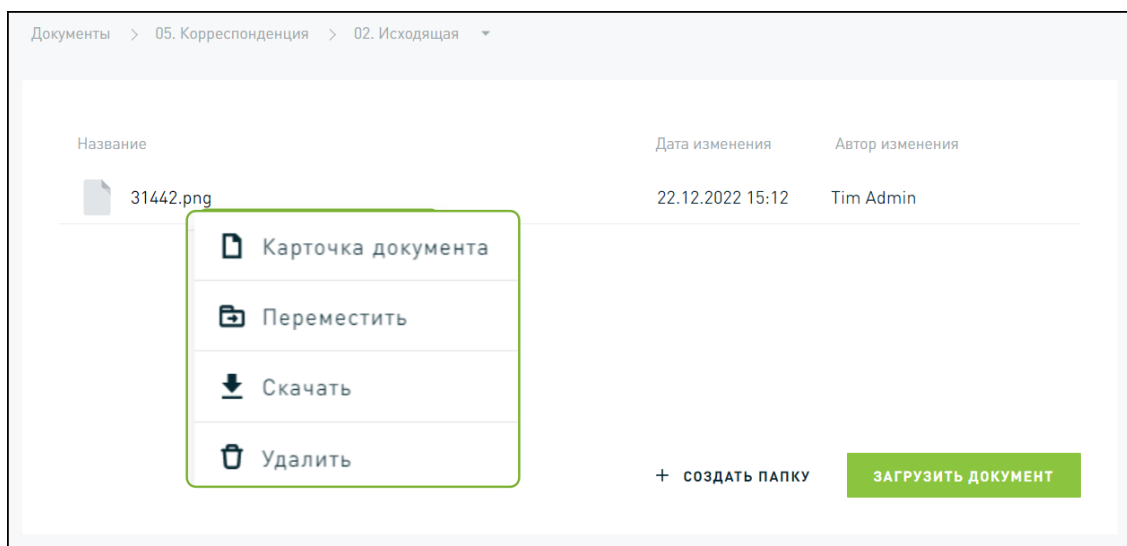 Документы > 05. Корреспонденция > 02. Исходящая
Название Дата изменения Автор изменения
31442.png 22.12.2022 15:12 Tim Admin
Карточка документа
Переместить
Скачать
Удалить
+ СОЗДАТЬ ПАПКУ ЗАГРУЗИТЬ ДОКУМЕНТ